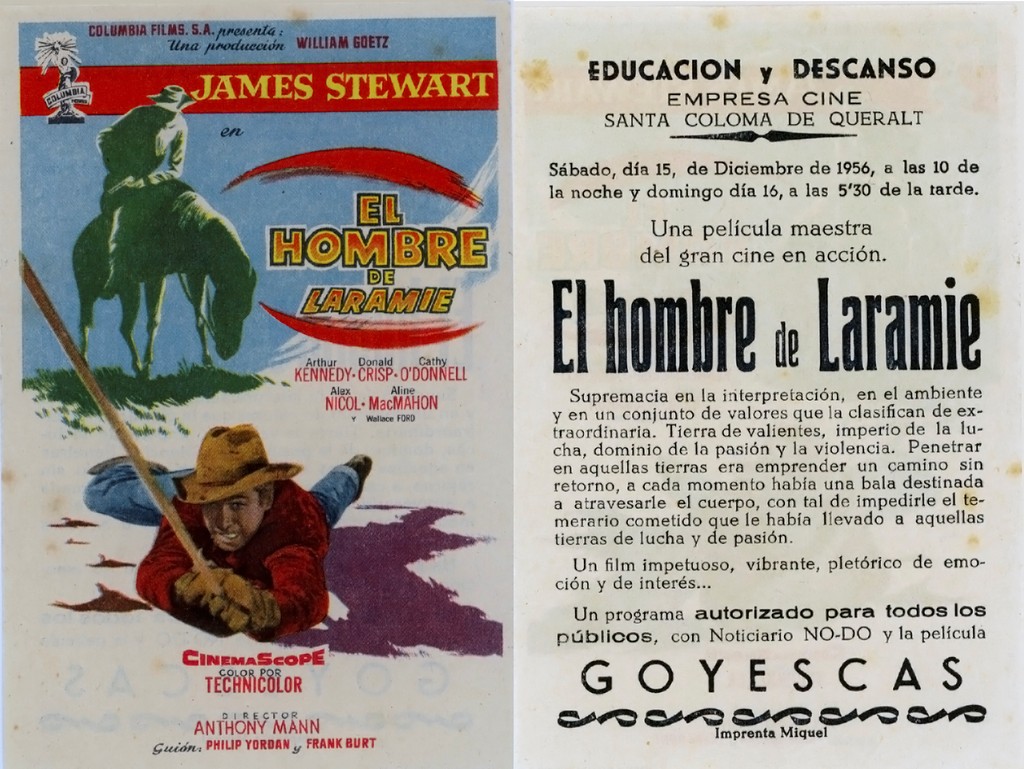 COLUMBIA FILMS. S.A. presenta:
Una producción WILLIAM GOETZ
COLUMBIA
JAMES STEWART
en
EL
HOMBRE
DE
LARAMIE
Arthur Donald Cathy
KENNEDY · CRISP · O'DONNELL
Alex Aline
NICOL · MacMAHON
Y Wallace FORD
CINEMASCOPE
COLOR POR
TECHNICOLOR
DIRECTOR
ANTHONY MANN
Guión: PHILIP YORDAN y FRANK BURT
EDUCACION y DESCANSO
EMPRESA CINE
SANTA COLOMA DE QUERALT
Sábado, día 15, de Diciembre de 1956, a las 10 de
la noche y domingo día 16, a las 5'30 de la tarde.
Una película maestra
del gran cine en acción.
El hombre de Laramie
Supremacia en la interpretación, en el ambiente
y en un conjunto de valores que la clasifican de ex-
traordinaria. Tierra de valientes, imperio de la lu-
cha, dominio de la pasión y la violencia. Penetrar
en aquellas tierras era emprender un camino sin
retorno, a cada momento había una bala destinada
a atravesarle el cuerpo, con tal de impedirle el te-
merario cometido que le había llevado a aquellas
tierras de lucha y de pasión.
Un film impetuoso, vibrante, pletórico de emo-
ción y de interés...
Un programa autorizado para todos los
públicos, con Noticiario NO-DO y la película
GOYESCAS
Imprenta Miquel